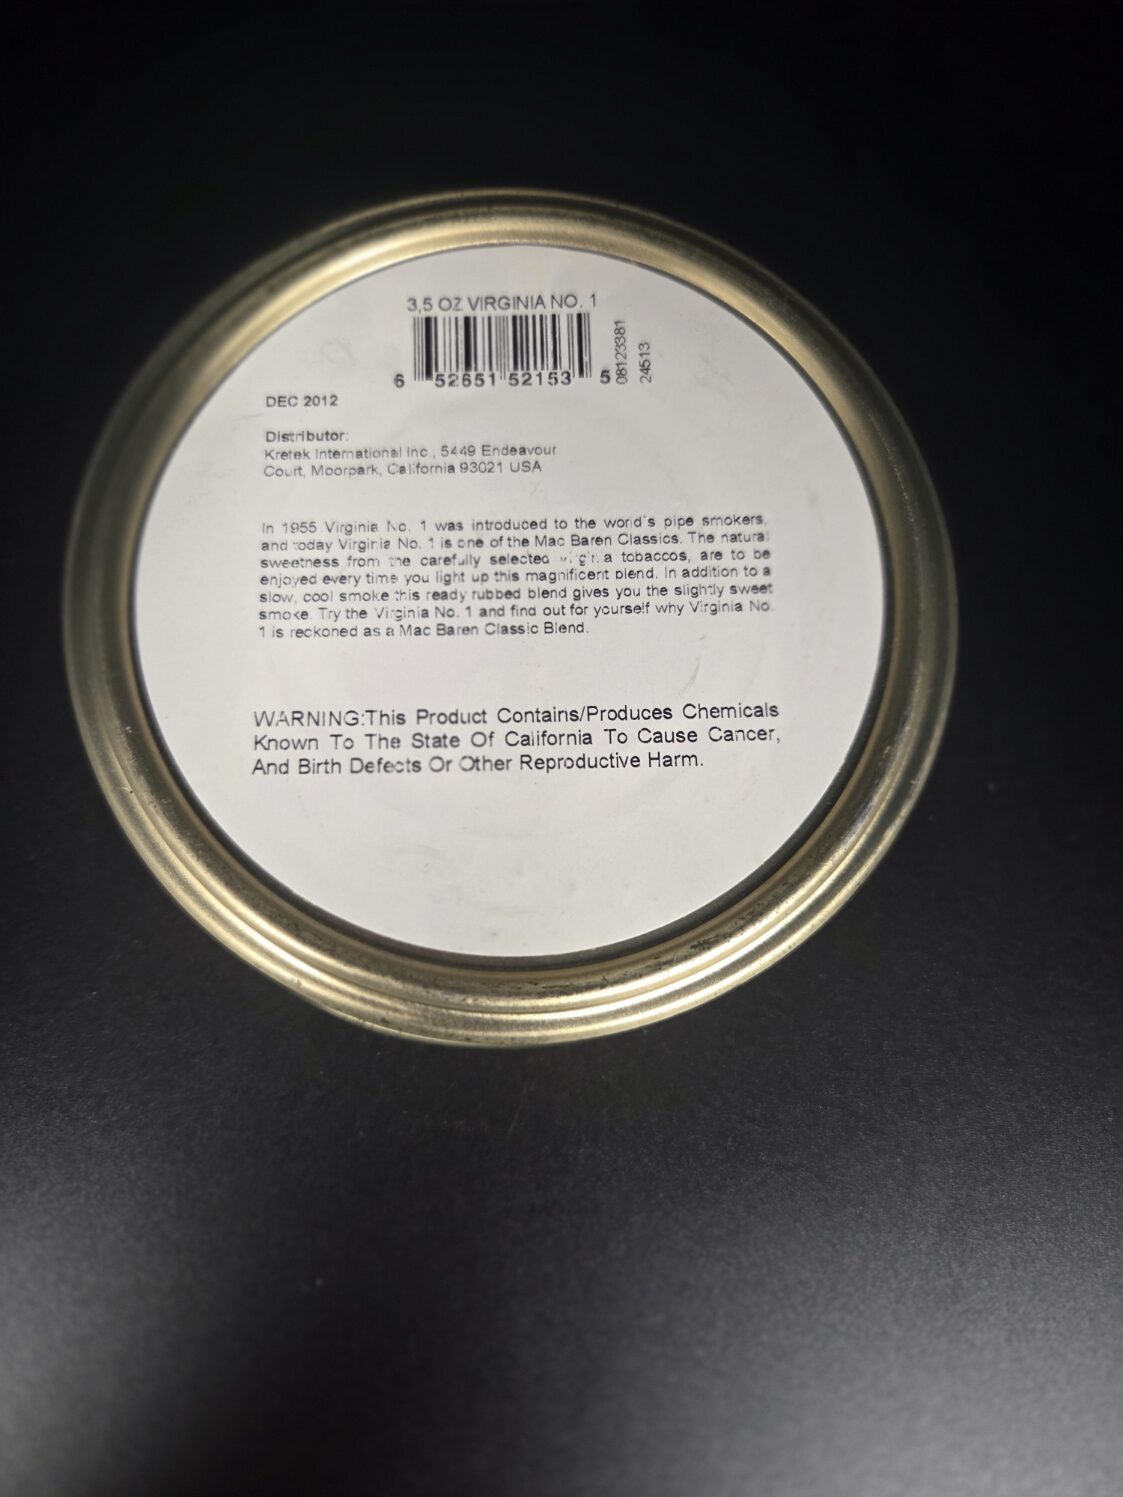 3,5 OZ VIRGINIA NO. 1
6 52651 52153 5
08123381
24513
DEC 2012
Distributor:
Kretek International Inc., 5449 Endeavour
Court, Moorpark, California 93021 USA
In 1955 Virginia No. 1 was introduced to the world's pipe smokers,
and today Virginia No. 1 is one of the Mac Baren Classics. The natural
sweetness from the carefully selected virginia tobaccos, are to be
enjoyed every time you light up this magnificent blend. In addition to a
slow, cool smoke this ready rubbed blend gives you the slightly sweet
smoke. Try the Virginia No. 1 and find out for yourself why Virginia No.
1 is reckoned as a Mac Baren Classic Blend.
WARNING:This Product Contains/Produces Chemicals
Known To The State Of California To Cause Cancer,
And Birth Defects Or Other Reproductive Harm.